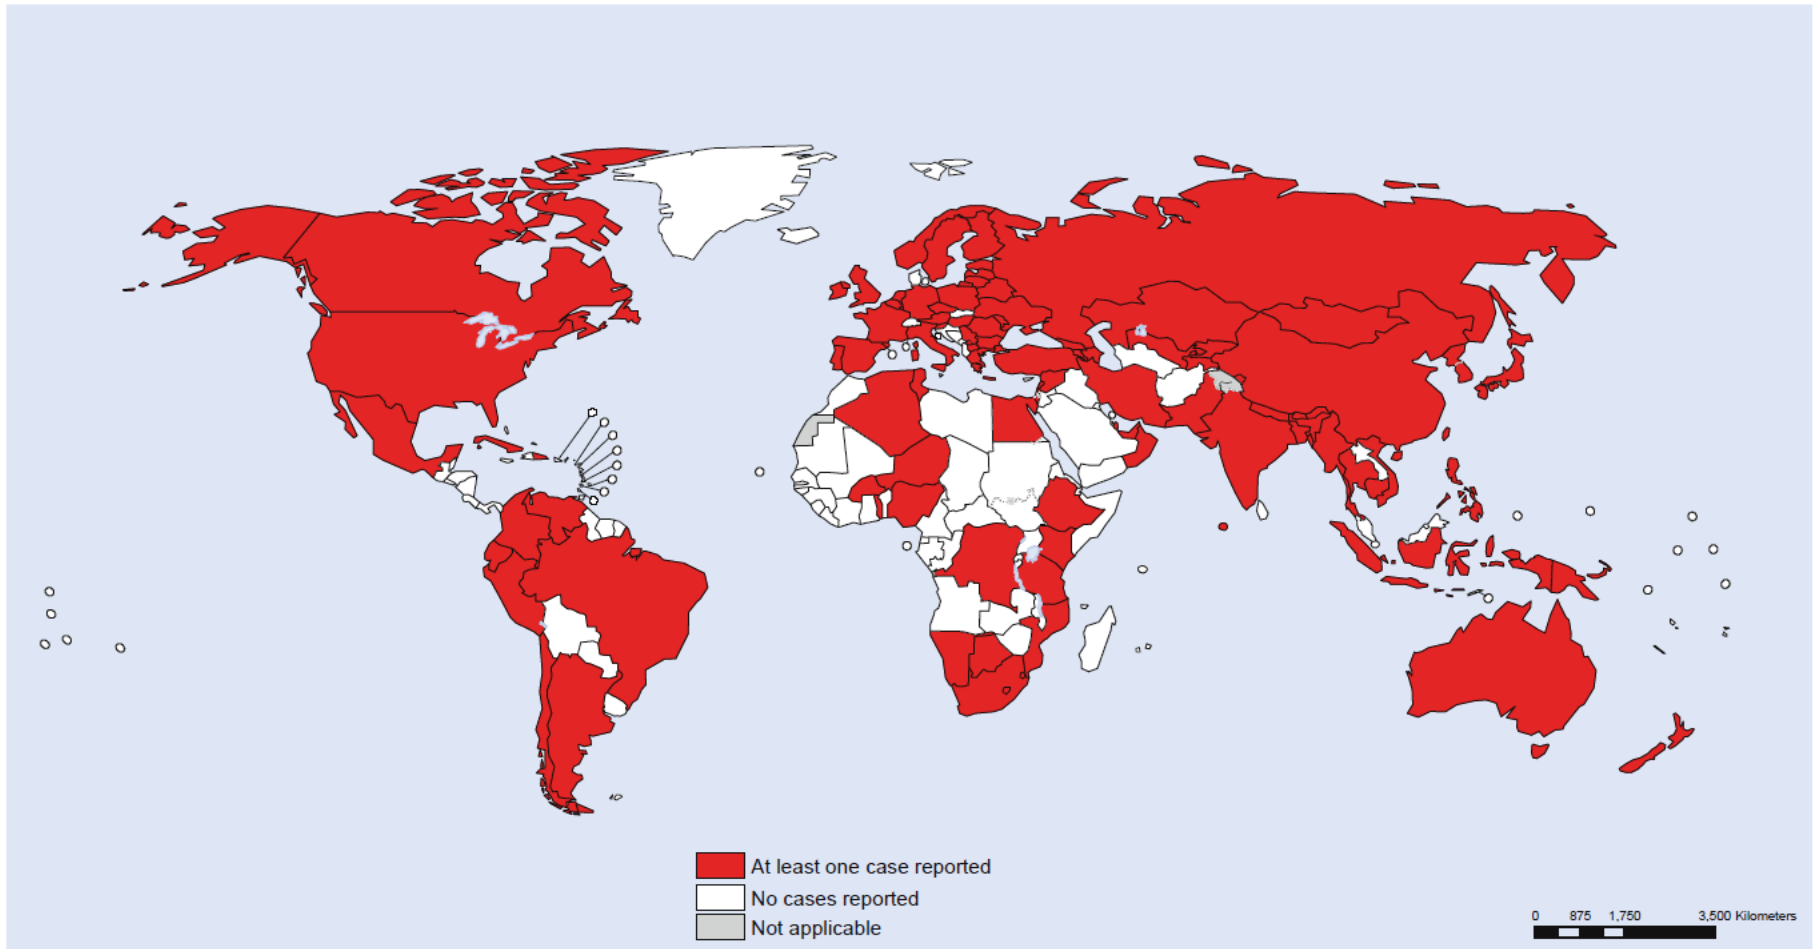 At least one case reported
No cases reported
Not applicable
0 875 1,750 3,500 Kilometers